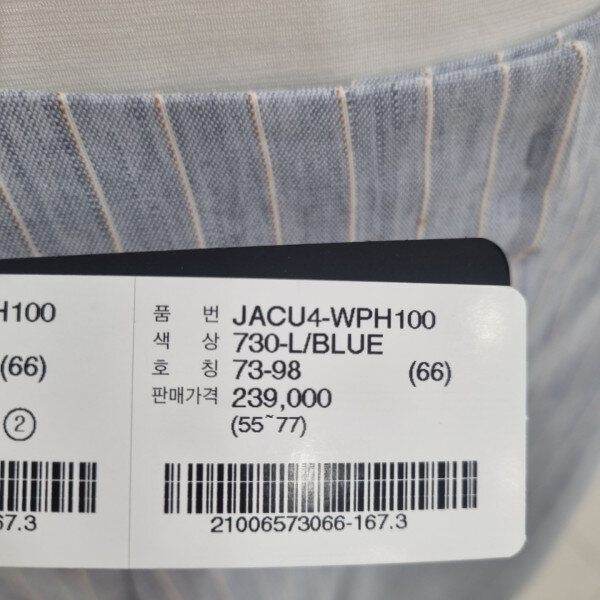 H100
(66)
②
67.3
품 번 JACU4-WPH100
색 상 730-L/BLUE
호 칭 73-98 (66)
판매가격 239,000
(55~77)
21006573066-167.3